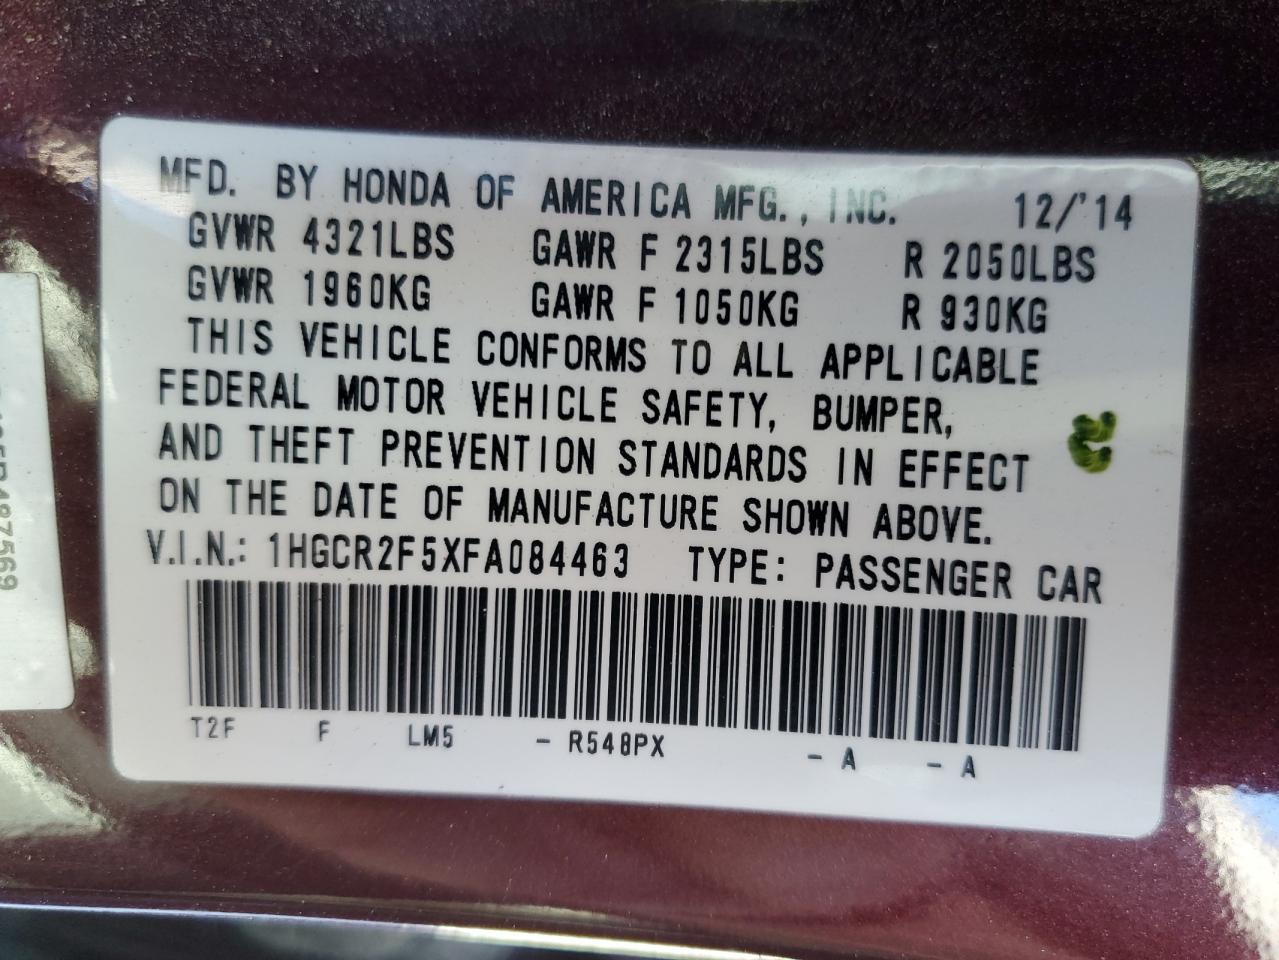 MFD. BY HONDA OF AMERICA MFG., INC. 12/'14
GVWR 4321LBS GAWR F 2315LBS R 2050LBS
GVWR 1960KG GAWR F 1050KG R 930KG
THIS VEHICLE CONFORMS TO ALL APPLICABLE
FEDERAL MOTOR VEHICLE SAFETY, BUMPER,
AND THEFT PREVENTION STANDARDS IN EFFECT
ON THE DATE OF MANUFACTURE SHOWN ABOVE.
V.I.N.: 1HGCR2F5XFA084463 TYPE: PASSENGER CAR
T2F F LM5 - R548PX - A - A